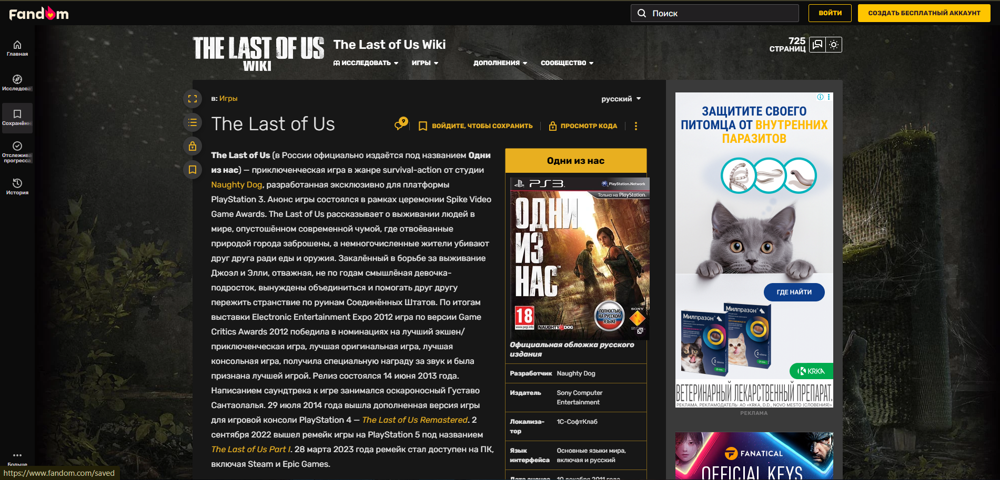 Fandom
Поиск
ВОЙТИ
СОЗДАТЬ БЕСПЛАТНЫЙ АККАУНТ
Главная
Исследова
Сохранённ
Отслежива
прогресса
История
Больше
https://www.fandom.com/saved
THE LAST OF US
WIKI
The Last of Us Wiki
ИССЛЕДОВАТЬ
ИГРЫ
ДОПОЛНЕНИЯ
СООБЩЕСТВО
725
СТРАНИЦ
в: Игры
русский
The Last of Us
9
ВОЙДИТЕ, ЧТОБЫ СОХРАНИТЬ
ПРОСМОТР КОДА
The Last of Us (в России официально издаётся под названием Одни
из нас) — приключенческая игра в жанре survival-action от студии
Naughty Dog, разработанная эксклюзивно для платформы
PlayStation 3. Анонс игры состоялся в рамках церемонии Spike Video
Game Awards. The Last of Us рассказывает о выживании людей в
мире, опустошённом современной чумой, где отвоёванные
природой города заброшены, а немногочисленные жители убивают
друг друга ради еды и оружия. Закалённый в борьбе за выживание
Джоэл и Элли, отважная, не по годам смышлёная девочка-
подросток, вынуждены объединиться и помогать друг другу
пережить странствие по руинам Соединённых Штатов. По итогам
выставки Electronic Entertainment Expo 2012 игра по версии Game
Critics Awards 2012 победила в номинациях на лучший экшен/
приключенческая игра, лучшая оригинальная игра, лучшая
консольная игра, получила специальную награду за звук и была
признана лучшей игрой. Релиз состоялся 14 июня 2013 года.
Написанием саундтрека к игре занимался оскароносный Густаво
Сантаолалья. 29 июля 2014 года вышла дополненная версия игры
для игровой консоли PlayStation 4 — The Last of Us Remastered. 2
сентября 2022 вышел ремейк игры на PlayStation 5 под названием
The Last of Us Part I. 28 марта 2023 года ремейк стал доступен на ПК,
включая Steam и Epic Games.
Одни из нас
PS3
PlayStation Network
Только на PlayStation.
ОДНИ
ИЗ
НАС
TM
18
www.pegi.info
NAUGHTY DOG
ПОЛНОСТЬЮ
НА РУССКОМ
ЯЗЫКЕ
SONY
Официальная обложка русского
издания
Разработчик Naughty Dog
Издатель Sony Computer
Entertainment
Локализа- 1С-СофтКлаб
тор
Язык Основные языки мира,
интерфейса включая и русский
Дата анонса 10 декабря 2011 года
ЗАЩИТИТЕ СВОЕГО
ПИТОМЦА ОТ ВНУТРЕННИХ
ПАРАЗИТОВ
ГДЕ НАЙТИ
Милпразон
Милпразон
KRKA
ВЕТЕРИНАРНЫЙ ЛЕКАРСТВЕННЫЙ ПРЕПАРАТ.
РЕКЛАМА. РЕКЛАМОДАТЕЛЬ: АО «KRKA, D.D., NOVO MESTO (СЛОВЕНИЯ)»
РЕКЛАМА
FANATICAL
OFFICIAL KEYS